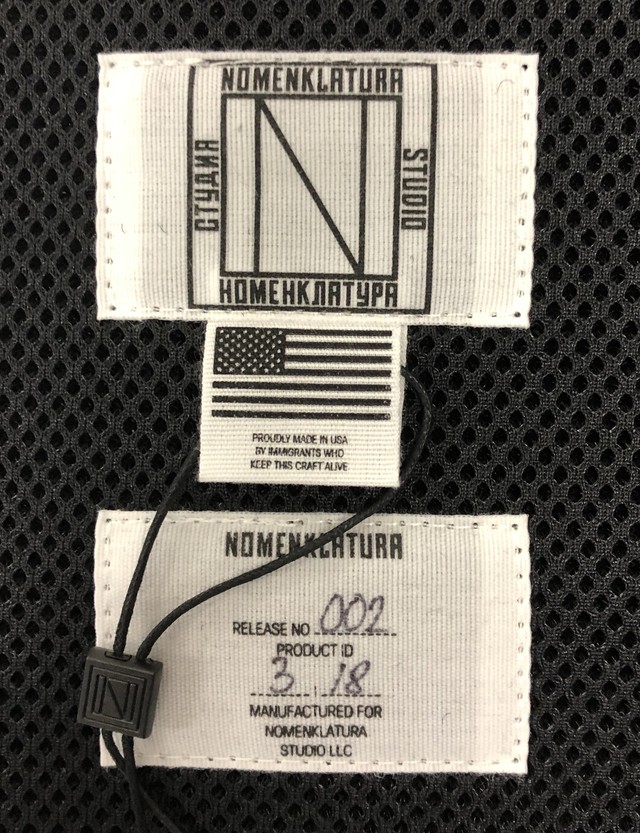 NOMENKLATURA
СТУДИЯ
STUDIO
НОМЕНКЛАТУРА
PROUDLY MADE IN USA
BY IMMIGRANTS WHO
KEEP THIS CRAFT ALIVE
NOMENKLATURA
RELEASE NO 002
PRODUCT ID
3.18
MANUFACTURED FOR
NOMENKLATURA
STUDIO LLC
N